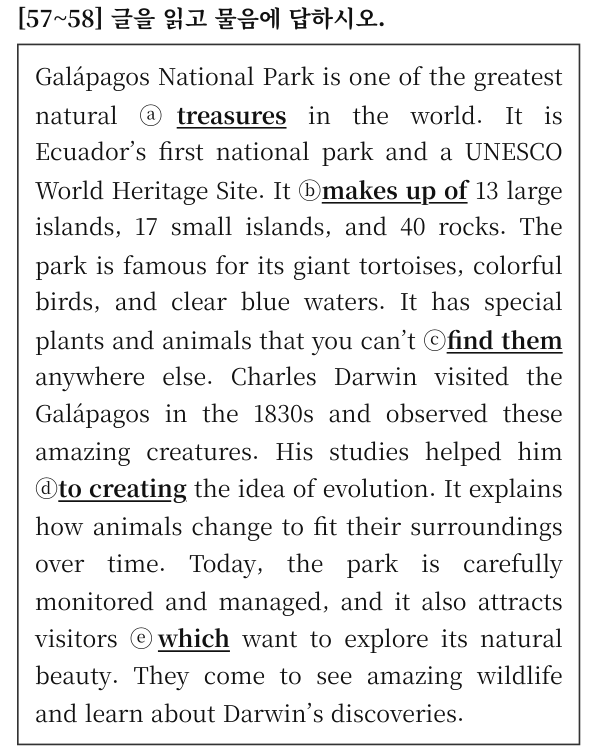 [57~58] 글을 읽고 물음에 답하시오.
Galápagos National Park is one of the greatest
natural ⓐ treasures in the world. It is
Ecuador’s first national park and a UNESCO
World Heritage Site. It ⓑmakes up of 13 large
islands, 17 small islands, and 40 rocks. The
park is famous for its giant tortoises, colorful
birds, and clear blue waters. It has special
plants and animals that you can’t ⓒfind them
anywhere else. Charles Darwin visited the
Galápagos in the 1830s and observed these
amazing creatures. His studies helped him
ⓓto creating the idea of evolution. It explains
how animals change to fit their surroundings
over time. Today, the park is carefully
monitored and managed, and it also attracts
visitors ⓔwhich want to explore its natural
beauty. They come to see amazing wildlife
and learn about Darwin’s discoveries.